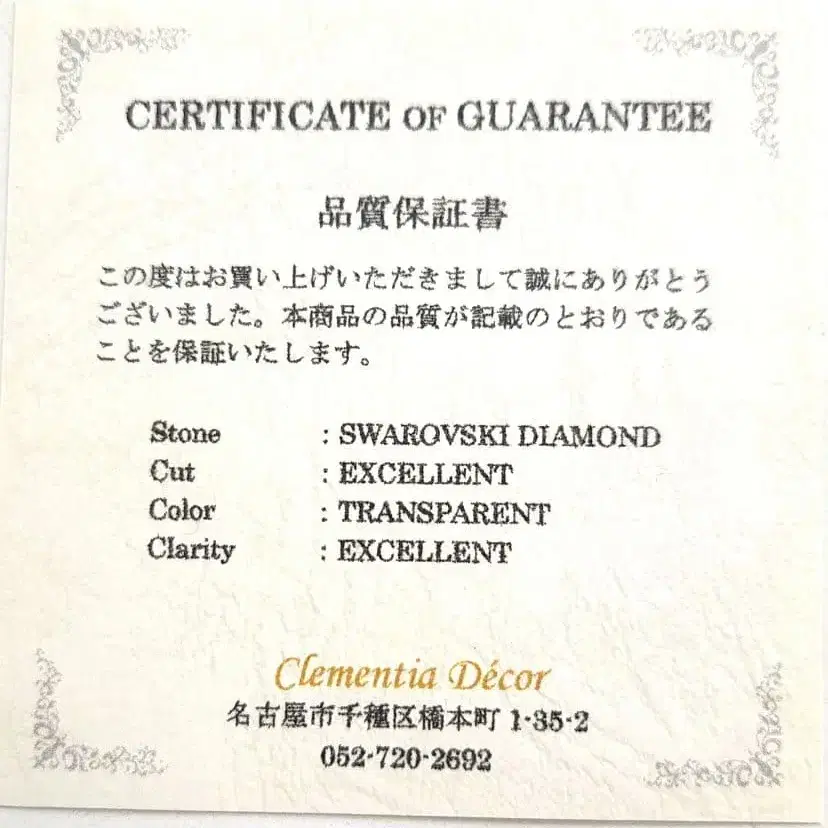 CERTIFICATE OF GUARANTEE
品質保証書
この度はお買い上げいただきまして誠にありがとう
ございました。本商品の品質が記載のとおりである
ことを保証いたします。
Stone : SWAROVSKI DIAMOND
Cut : EXCELLENT
Color : TRANSPARENT
Clarity : EXCELLENT
Clementia Décor
名古屋市千種区橋本町 1-35-2
052-720-2692